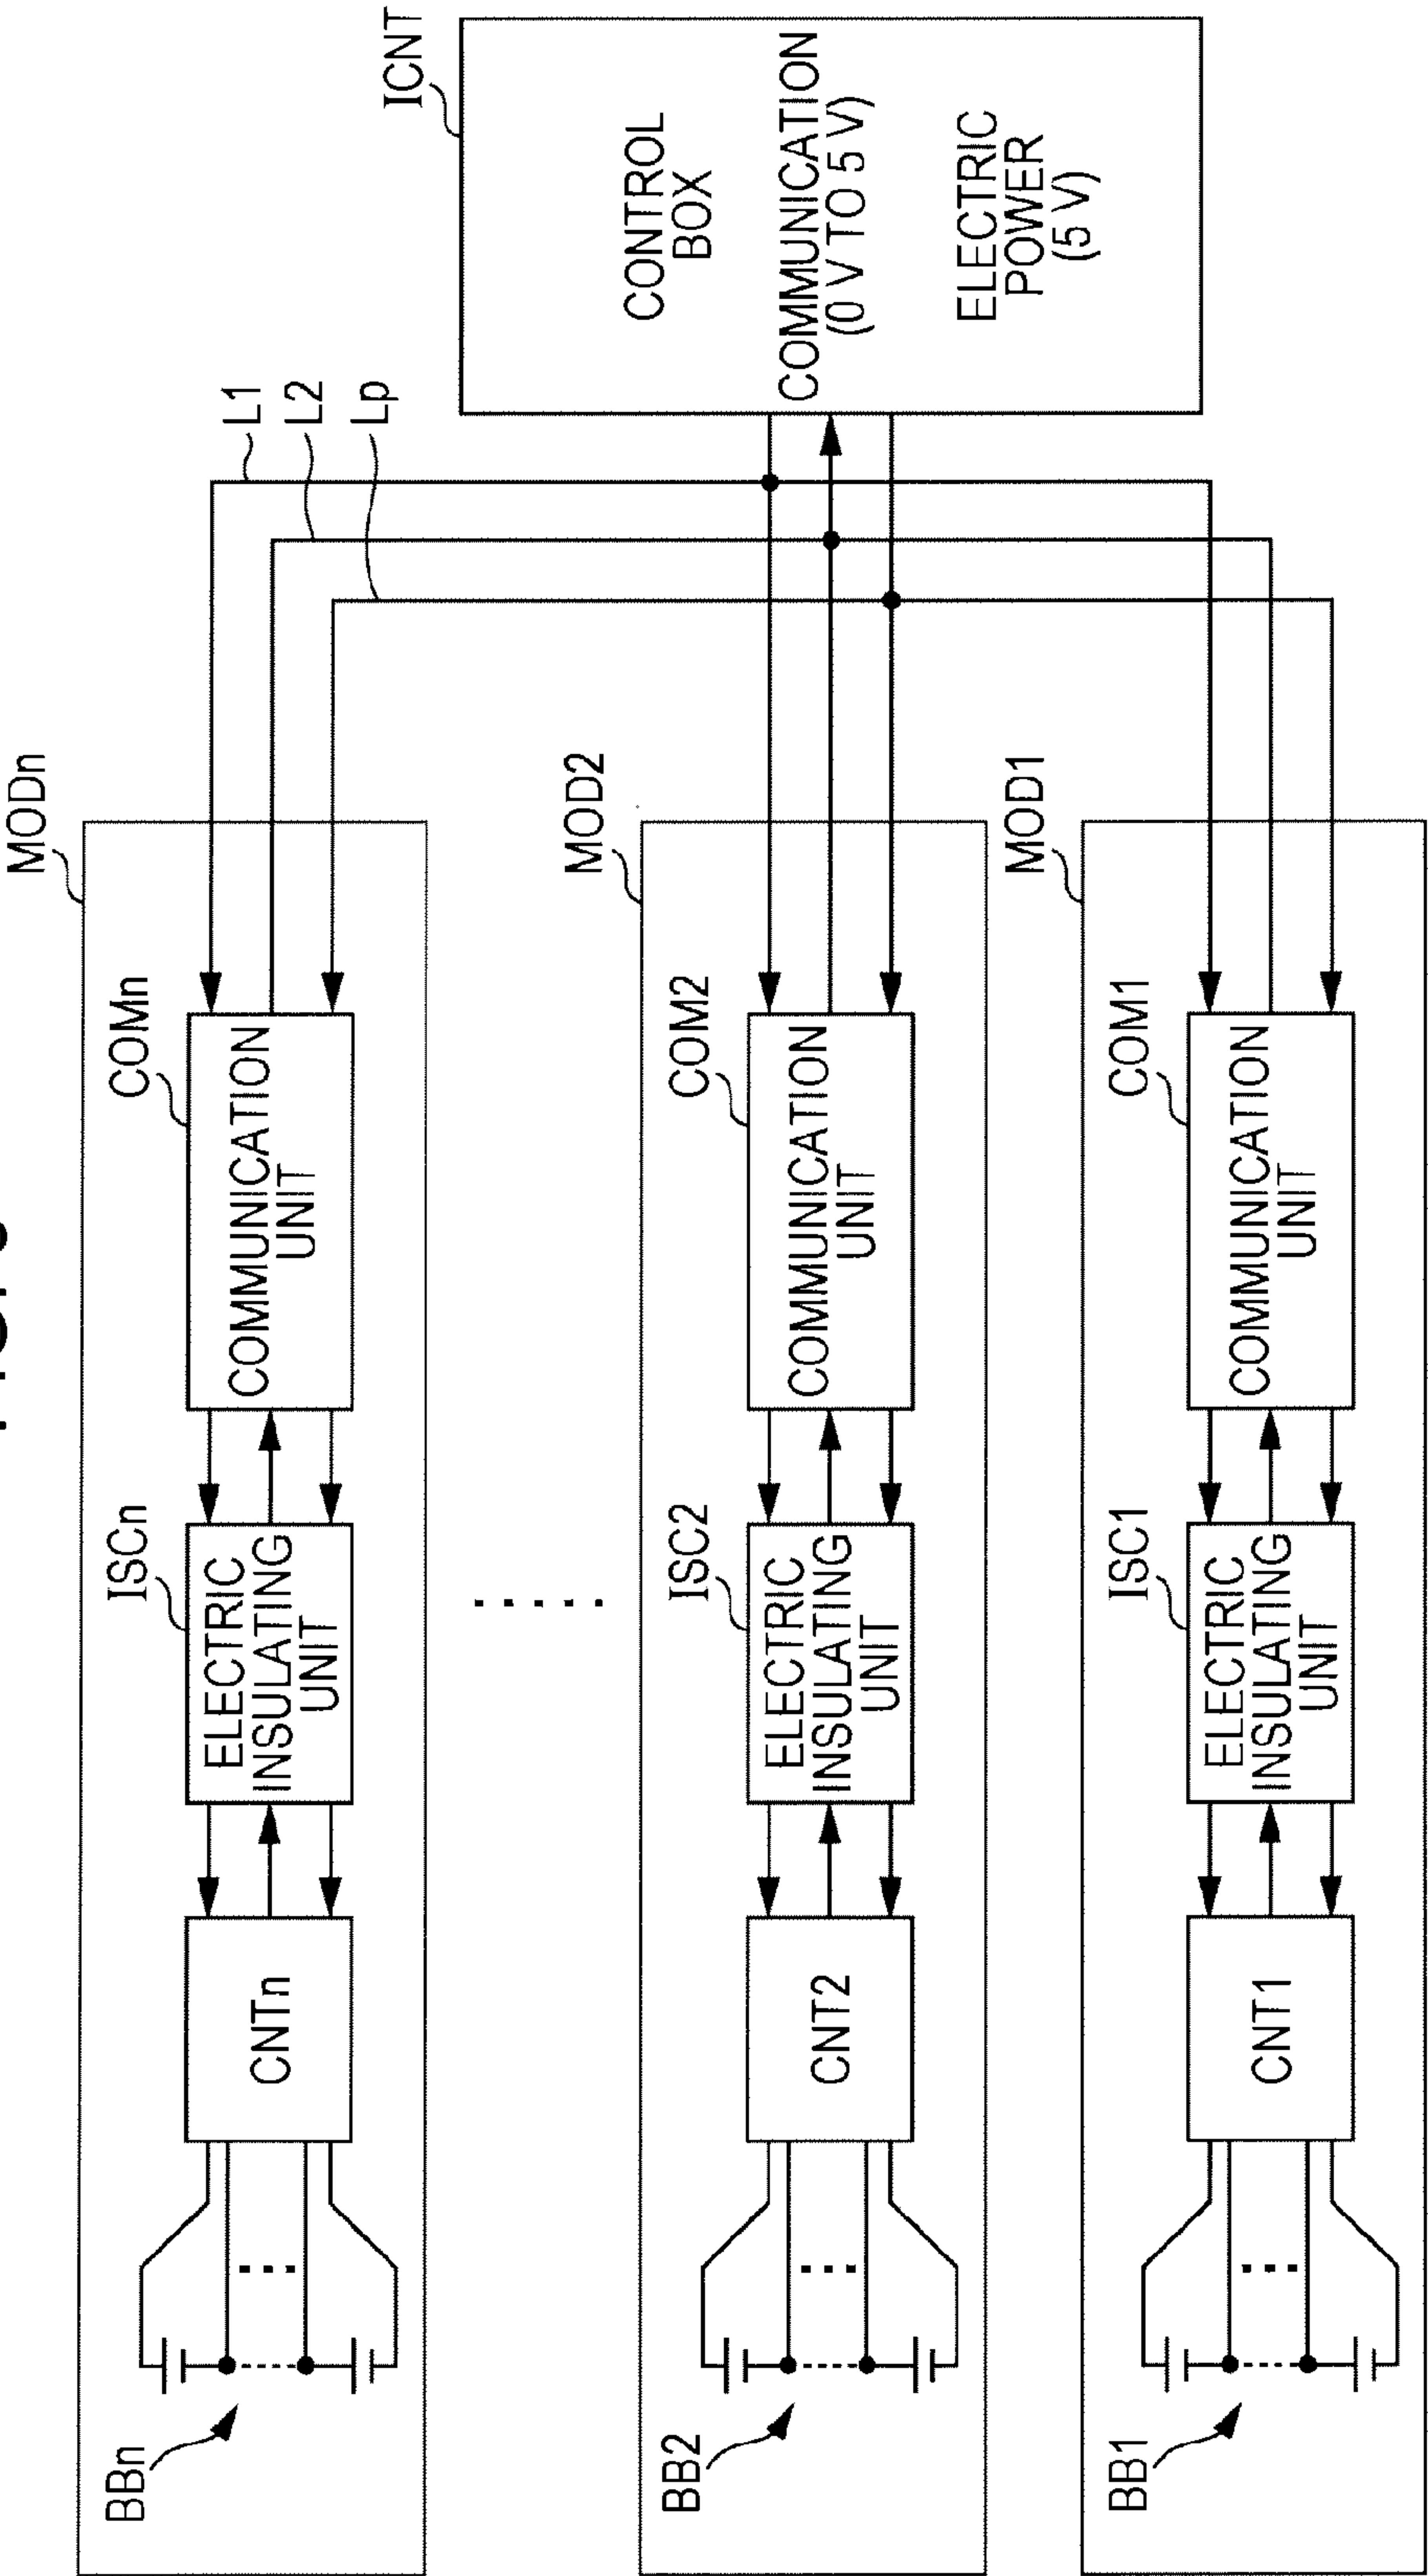 MODn
COMn
COMMUNICATION
UNIT
ISCn
ELECTRIC
INSULATING
UNIT
CNTn
BBn
L1
L2
Lp
ICNT
CONTROL
BOX
COMMUNICATION
(0 V TO 5 V)
ELECTRIC
POWER
(5 V)
MOD2
COM2
COMMUNICATION
UNIT
ISC2
ELECTRIC
INSULATING
UNIT
CNT2
BB2
MOD1
COM1
COMMUNICATION
UNIT
ISC1
ELECTRIC
INSULATING
UNIT
CNT1
BB1